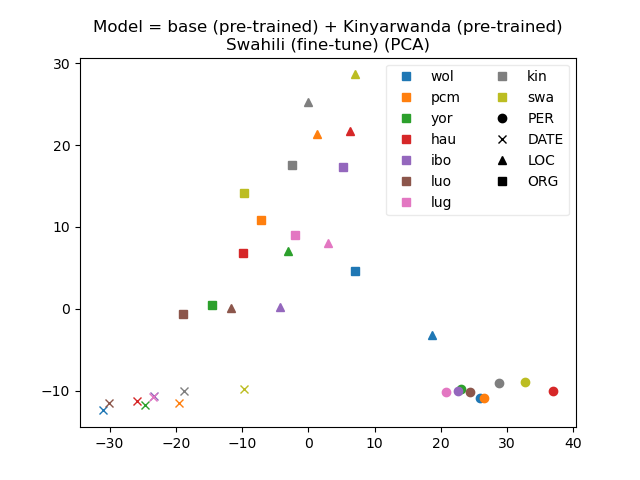 Model = base (pre-trained) + Kinyarwanda (pre-trained)
Swahili (fine-tune) (PCA)
30
20
10
0
−10
−30
−20
−10
0
10
20
30
40
wol
pcm
yor
hau
ibo
luo
lug
kin
swa
PER
DATE
LOC
ORG